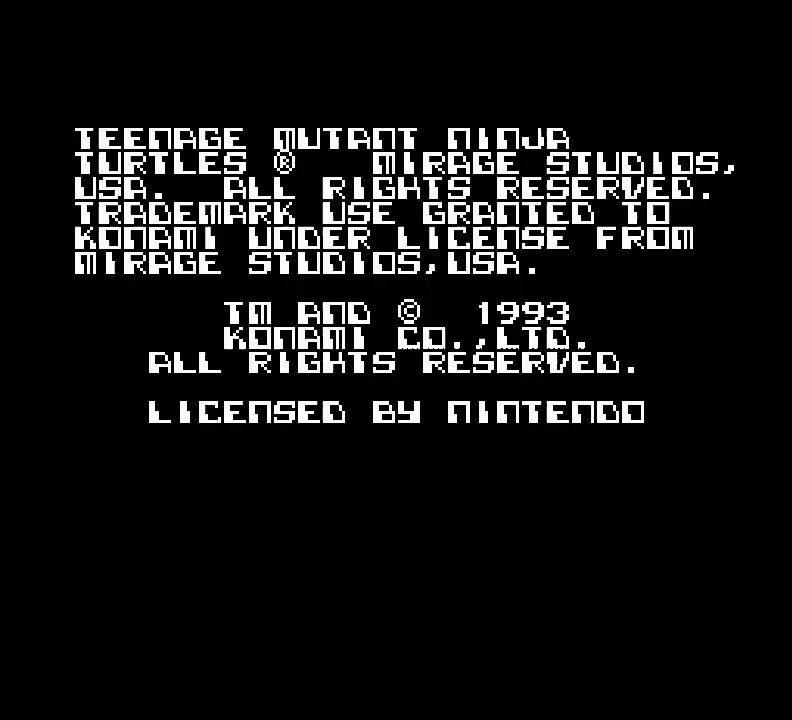 TEENAGE MUTANT NINJA
TURTLES ® MIRAGE STUDIOS,
USA. ALL RIGHTS RESERVED.
TRADEMARK USE GRANTED TO
KONAMI UNDER LICENSE FROM
MIRAGE STUDIOS,USA.
TM AND © 1993
KONAMI CO.,LTD.
ALL RIGHTS RESERVED.
LICENSED BY NINTENDO